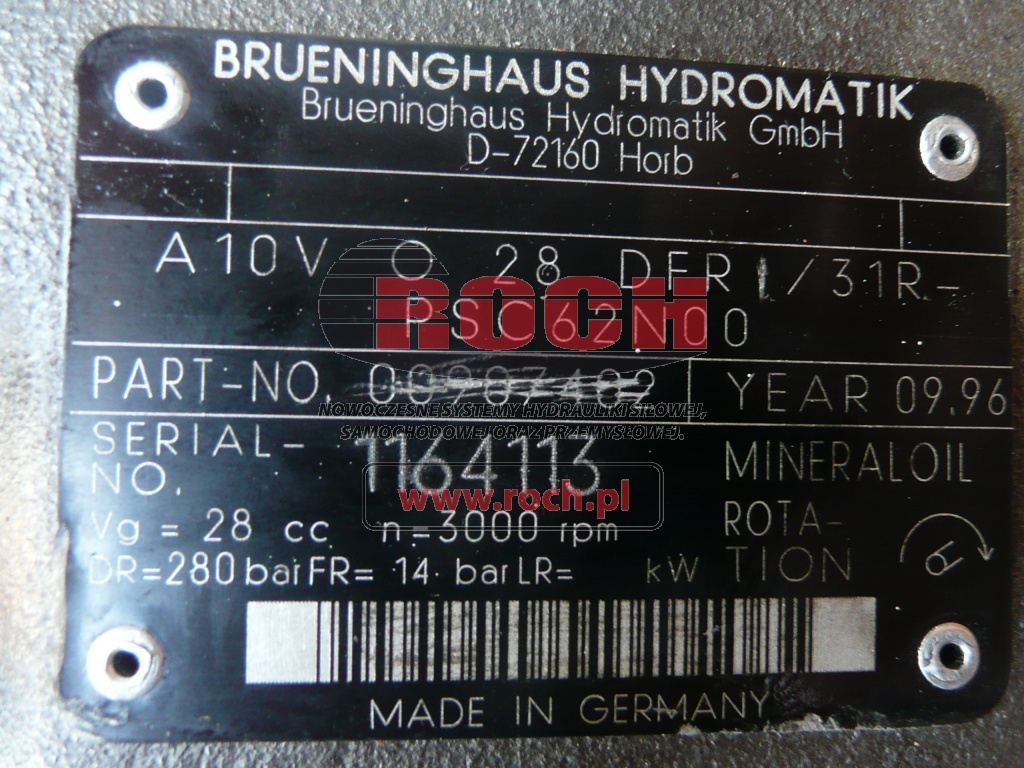 BRUENINGHAUS HYDROMATIK
Brueninghaus Hydromatik GmbH
D-72160 Horb
A10V O 28 DFR1/31R-
PSC62N00
ROCH
PART-NO.
YEAR 09.96
NOWOCZESNE SYSTEMY HYDRAULIKI SIŁOWEJ,
SAMOCHODOWEJ ORAZ PRZEMYSŁOWEJ.
SERIAL-NO. 1164113
MINERALOIL
www.roch.pl
Vg = 28 cc n=3000 rpm
ROTA-
TION
DR=280 bar FR= 14. bar LR= kW
MADE IN GERMANY